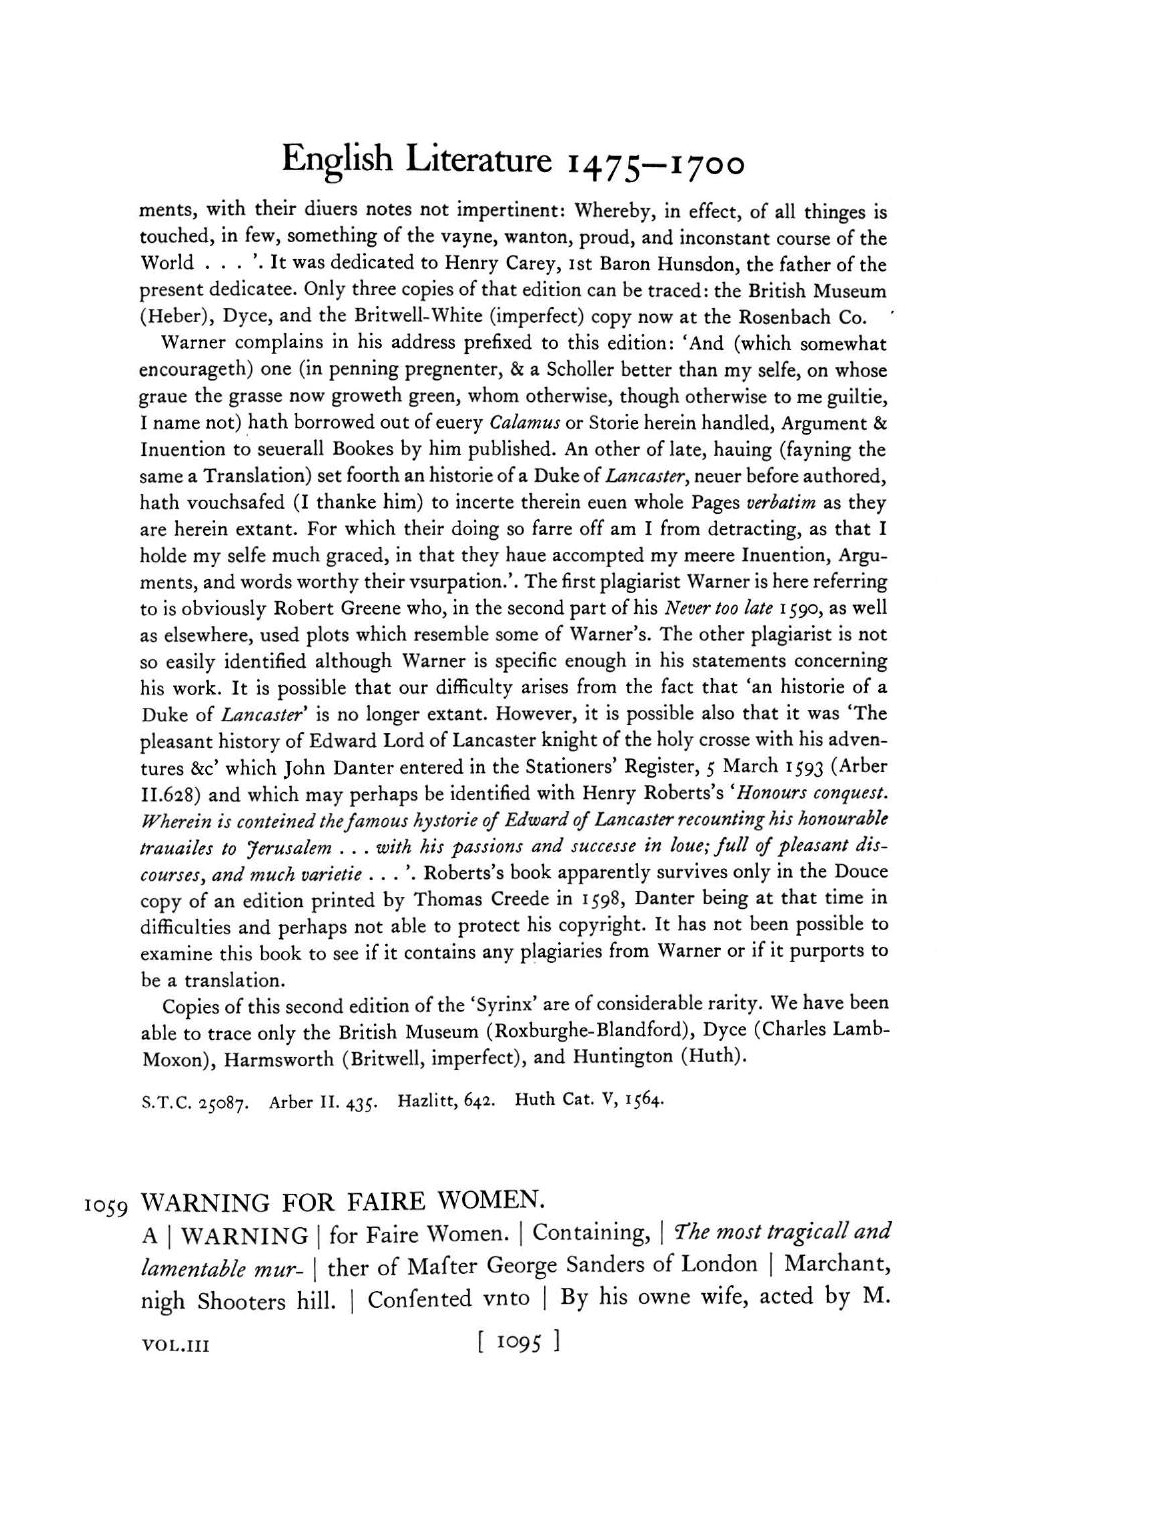 English Literature 1475—1700
ments, with their diuers notes not impertinent: Whereby, in effect, of all thinges is
touched, in few, something of the vayne, wanton, proud, and inconstant course of the
World . . . ’. It was dedicated to Henry Carey, 1st Baron Hunsdon, the father of the
present dedicatee. Only three copies of that edition can be traced: the British Museum
(Heber), Dyce, and the Britwell-White (imperfect) copy now at the Rosenbach Co.
Warner complains in his address prefixed to this edition: ‘And (which somewhat
encourageth) one (in penning pregnenter, & a Scholler better than my selfe, on whose
graue the grasse now groweth green, whom otherwise, though otherwise to me guiltie,
I name not) hath borrowed out of euery Calamus or Storie herein handled, Argument &
Inuention to seuerall Bookes by him published. An other of late, hauing (fayning the
same a Translation) set foorth an historie of a Duke of Lancaster, neuer before authored,
hath vouchsafed (I thanke him) to incerte therein euen whole Pages verbatim as they
are herein extant. For which their doing so farre off am I from detracting, as that I
holde my selfe much graced, in that they haue accompted my meere Inuention, Argu-
ments, and words worthy their vsurpation.’. The first plagiarist Warner is here referring
to is obviously Robert Greene who, in the second part of his Never too late 1590, as well
as elsewhere, used plots which resemble some of Warner’s. The other plagiarist is not
so easily identified although Warner is specific enough in his statements concerning
his work. It is possible that our difficulty arises from the fact that ‘an historie of a
Duke of Lancaster’ is no longer extant. However, it is possible also that it was ‘The
pleasant history of Edward Lord of Lancaster knight of the holy crosse with his adven-
tures &c’ which John Danter entered in the Stationers’ Register, 5 March 1593 (Arber
II.628) and which may perhaps be identified with Henry Roberts’s ‘Honours conquest.
Wherein is conteined the famous hystorie of Edward of Lancaster recounting his honourable
trauailes to Jerusalem . . . with his passions and successe in loue; full of pleasant dis-
courses, and much varietie . . . ’. Roberts’s book apparently survives only in the Douce
copy of an edition printed by Thomas Creede in 1598, Danter being at that time in
difficulties and perhaps not able to protect his copyright. It has not been possible to
examine this book to see if it contains any plagiaries from Warner or if it purports to
be a translation.
Copies of this second edition of the ‘Syrinx’ are of considerable rarity. We have been
able to trace only the British Museum (Roxburghe-Blandford), Dyce (Charles Lamb-
Moxon), Harmsworth (Britwell, imperfect), and Huntington (Huth).
S.T.C. 25087. Arber II. 435. Hazlitt, 642. Huth Cat. V, 1564.
1059 WARNING FOR FAIRE WOMEN.
A | WARNING | for Faire Women. | Containing, | The most tragicall and
lamentable mur- | ther of Maſter George Sanders of London | Marchant,
nigh Shooters hill. | Conſented vnto | By his owne wife, acted by M.
VOL.III [ 1095 ]